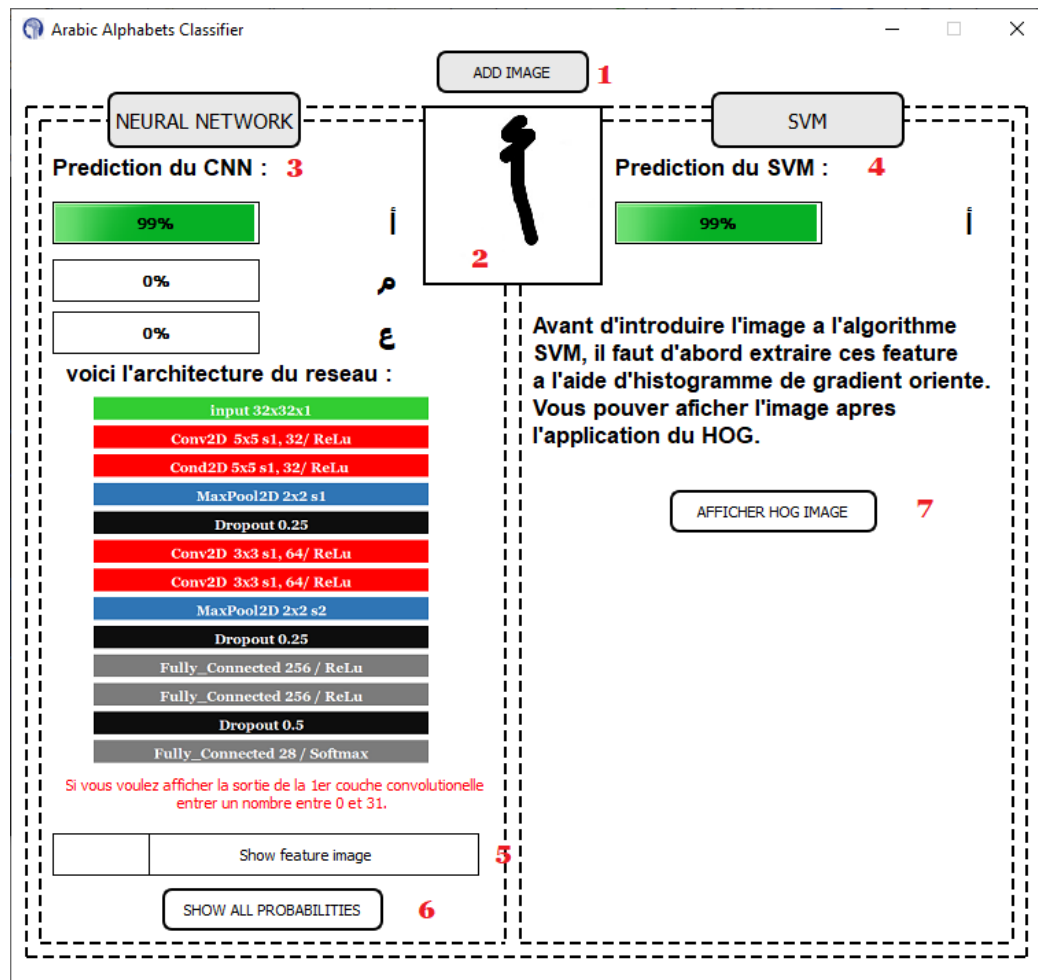 Arabic Alphabets Classifier
ADD IMAGE 1
NEURAL NETWORK
Prediction du CNN : 3
99% أ
0% م
0% ع
voici l'architecture du reseau :
input 32x32x1
Conv2D 5x5 s1, 32/ ReLu
Cond2D 5x5 s1, 32/ ReLu
MaxPool2D 2x2 s1
Dropout 0.25
Conv2D 3x3 s1, 64/ ReLu
Conv2D 3x3 s1, 64/ ReLu
MaxPool2D 2x2 s2
Dropout 0.25
Fully_Connected 256 / ReLu
Fully_Connected 256 / ReLu
Dropout 0.5
Fully_Connected 28 / Softmax
Si vous voulez afficher la sortie de la 1er couche convolutionelle
entrer un nombre entre 0 et 31.
Show feature image 5
SHOW ALL PROBABILITIES 6
أ
2
SVM
Prediction du SVM : 4
99% أ
Avant d'introduire l'image a l'algorithme
SVM, il faut d'abord extraire ces feature
a l'aide d'histogramme de gradient oriente.
Vous pouver aficher l'image apres
l'application du HOG.
AFFICHER HOG IMAGE 7